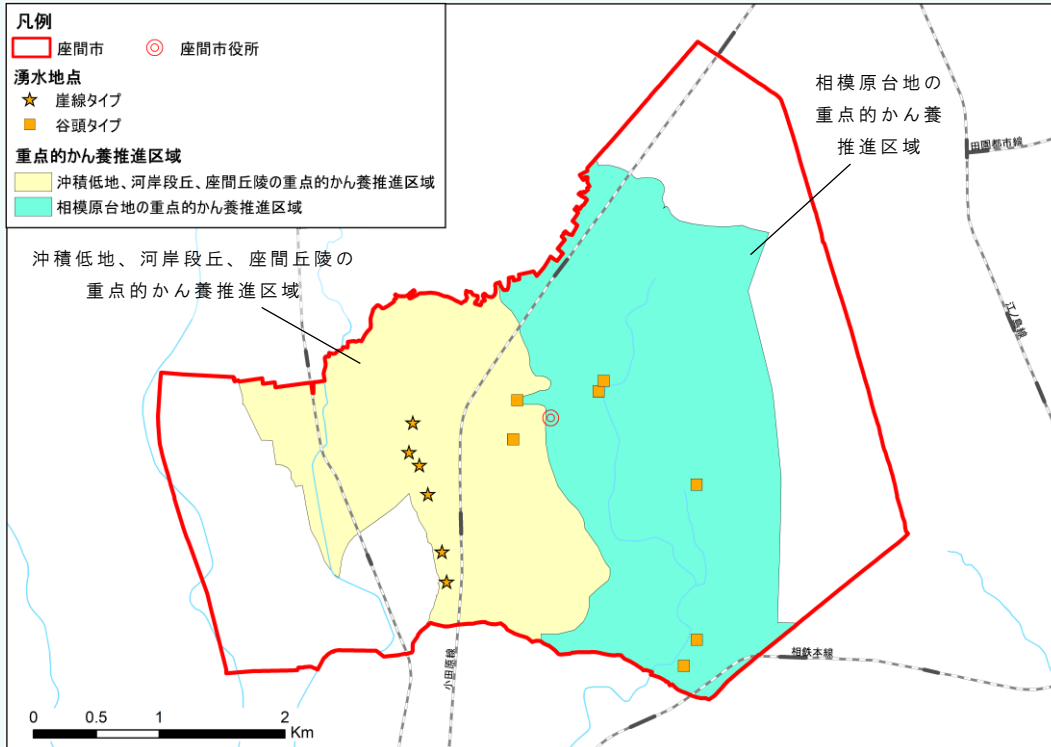 凡例
座間市
座間市役所
湧水地点
崖線タイプ
谷頭タイプ
重点的かん養推進区域
沖積低地、河岸段丘、座間丘陵の重点的かん養推進区域
相模原台地の重点的かん養推進区域
相模原台地の
重点的かん養
推進区域
田園都市線
沖積低地、河岸段丘、座間丘陵の
重点的かん養推進区域
江ノ島線
小田原線
相鉄本線
0 0.5 1 2
Km